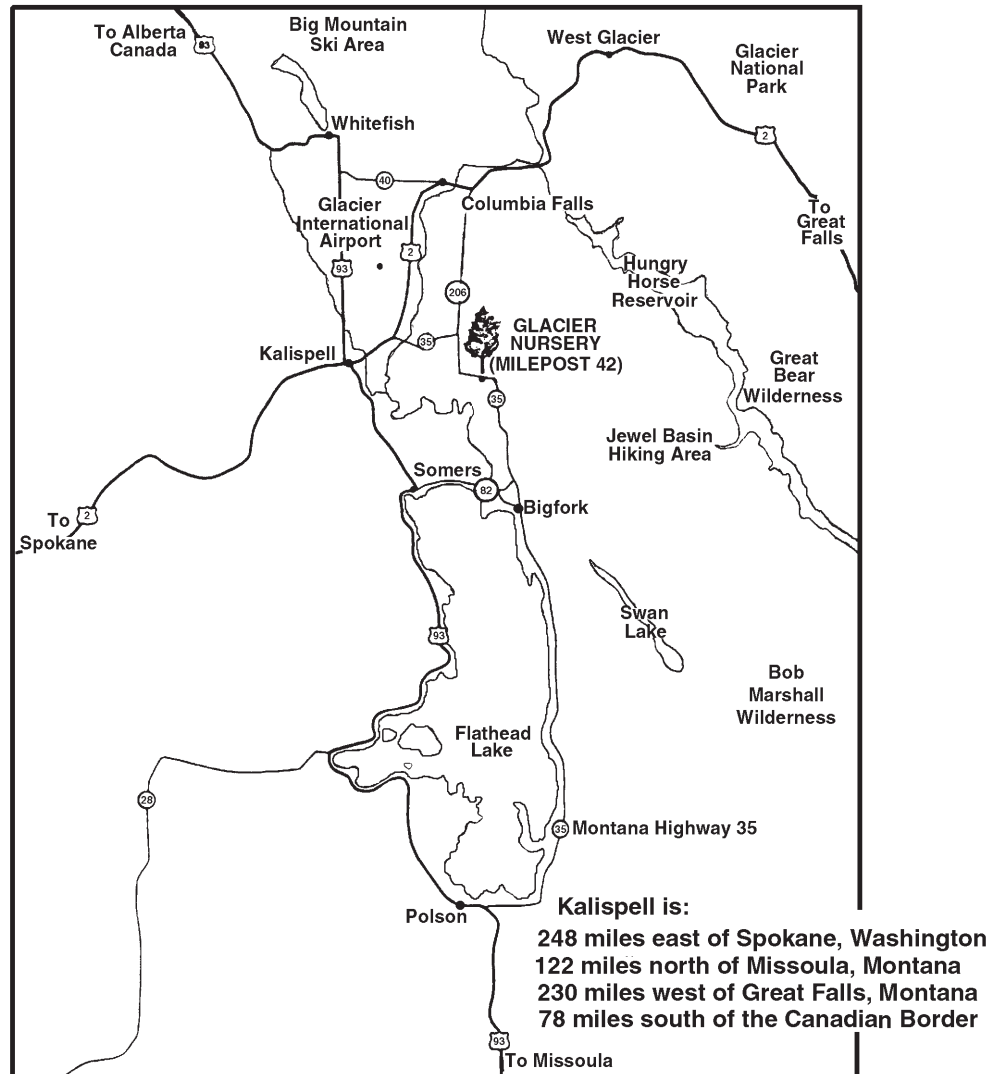 To Alberta
Canada
93
Big Mountain
Ski Area
West Glacier
Glacier
National
Park
2
Whitefish
40
Columbia Falls
To
Great
Falls
Glacier
International
Airport
2
93
Hungry
Horse
Reservoir
206
GLACIER
NURSERY
(MILEPOST 42)
35
Kalispell
Great
Bear
Wilderness
35
Jewel Basin
Hiking Area
Somers
82
Bigfork
To
2
Spokane
Swan
Lake
93
Bob
Marshall
Wilderness
Flathead
Lake
28
35
Montana Highway 35
Polson
Kalispell is:
248 miles east of Spokane, Washington
122 miles north of Missoula, Montana
230 miles west of Great Falls, Montana
78 miles south of the Canadian Border
93
To Missoula